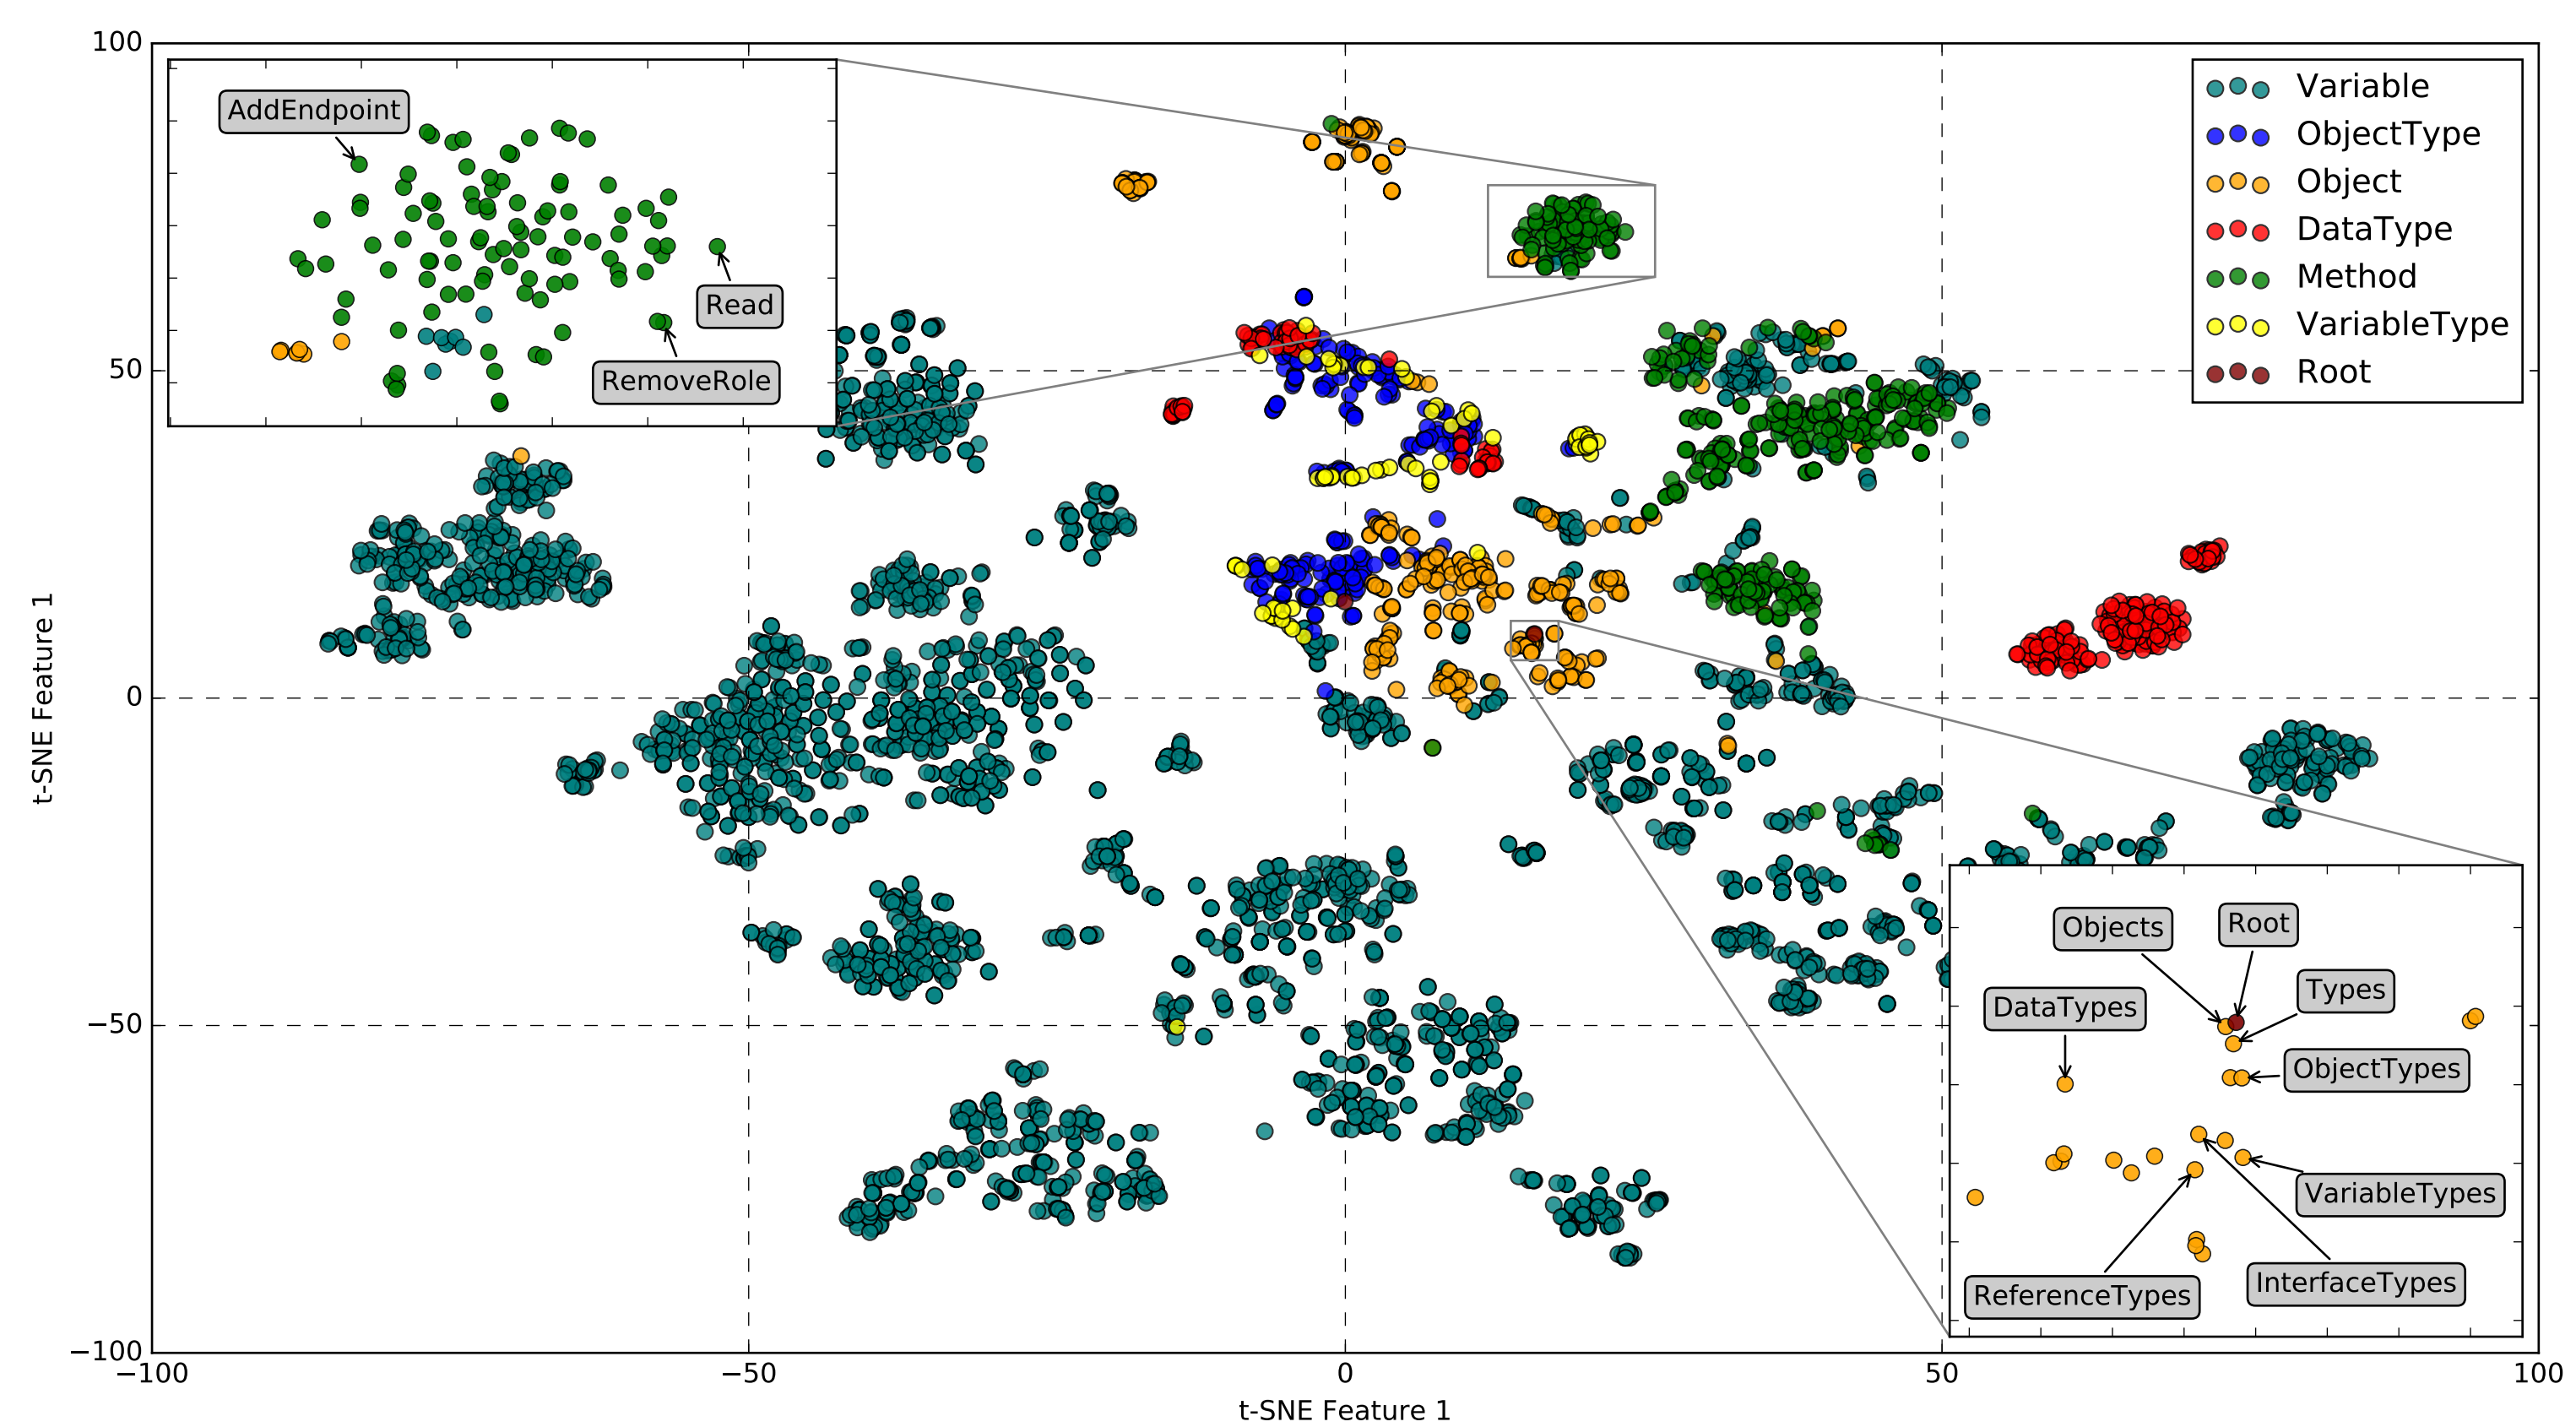 100
50
0
−50
−100
−100
−50
0
50
100
t-SNE Feature 1
t-SNE Feature 1
AddEndpoint
Read
RemoveRole
Variable
ObjectType
Object
DataType
Method
VariableType
Root
Objects
Root
Types
DataTypes
ObjectTypes
VariableTypes
InterfaceTypes
ReferenceTypes